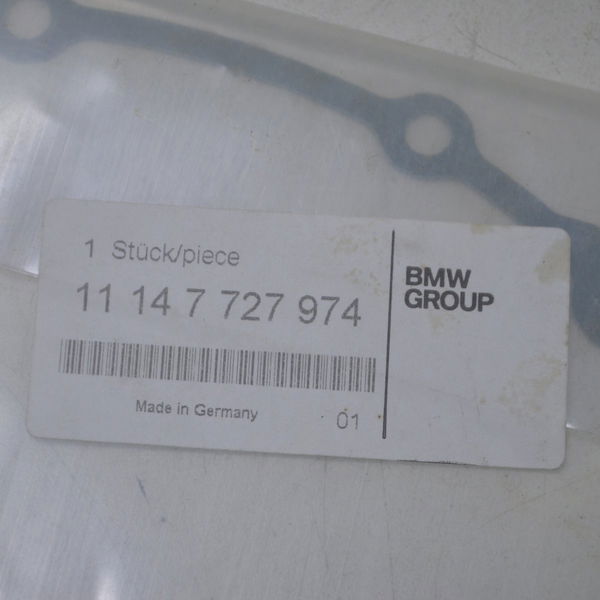 1 Stück/piece
11 14 7 727 974
Made in Germany
01
BMW
GROUP